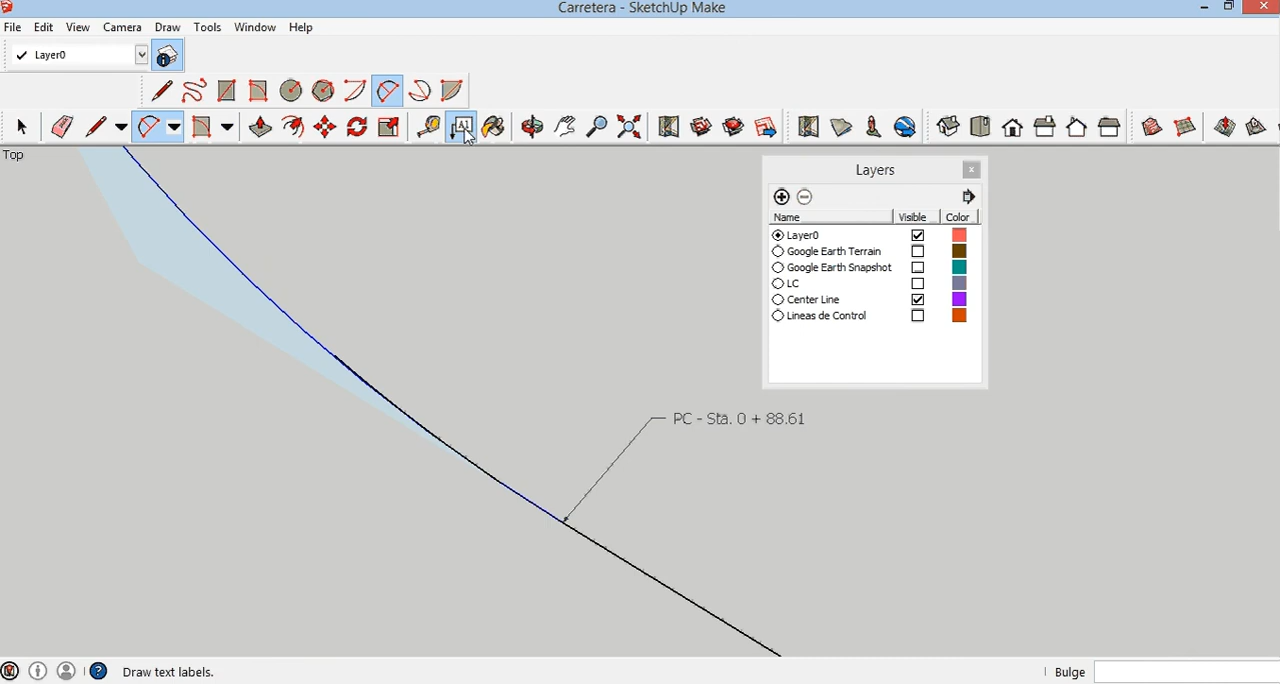 Carretera - SketchUp Make
File Edit View Camera Draw Tools Window Help
Layer0
Top
Layers
Name Visible Color
Layer0
Google Earth Terrain
Google Earth Snapshot
LC
Center Line
Lineas de Control
PC - Sta. 0 + 88.61
Draw text labels.
Bulge